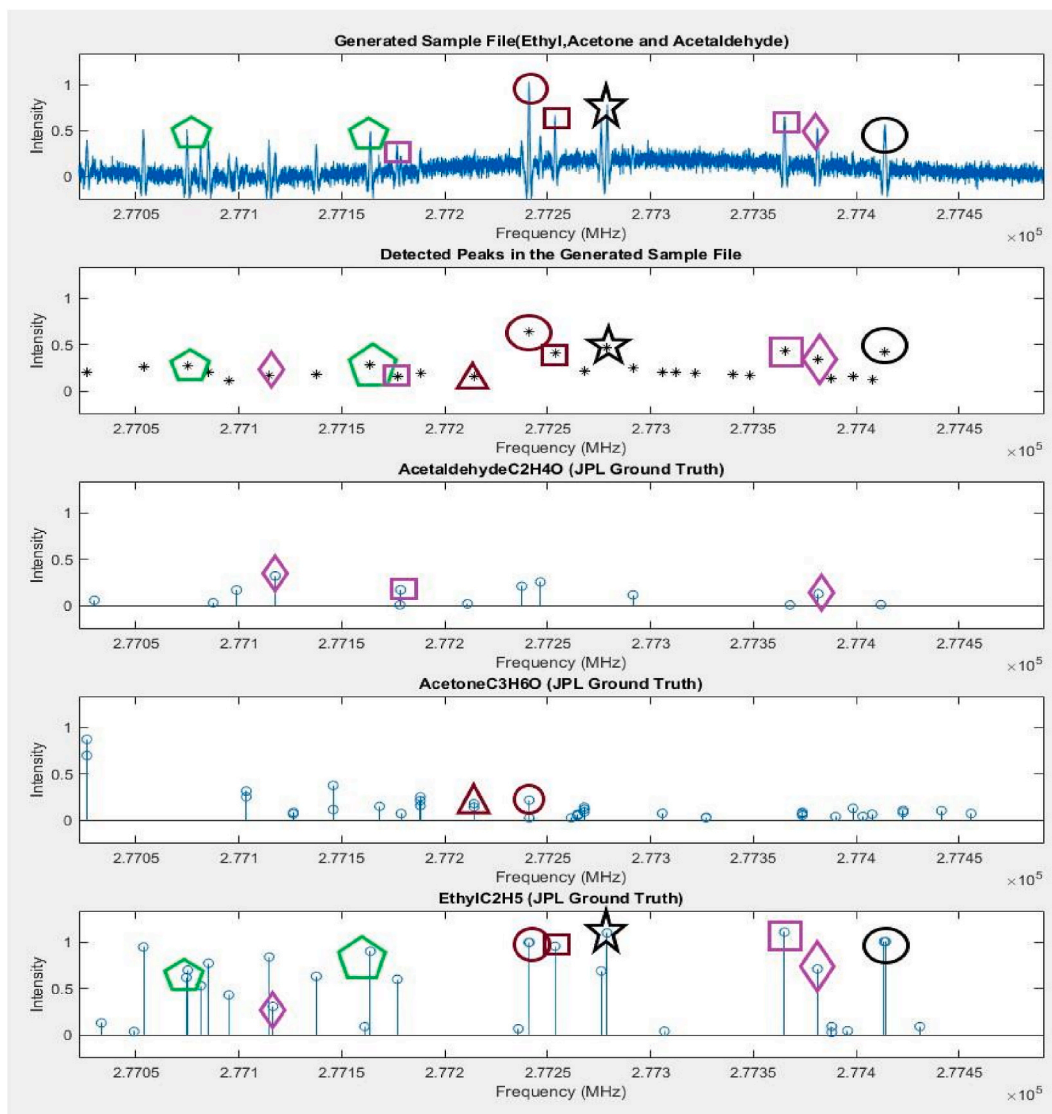 Generated Sample File(Ethyl,Acetone and Acetaldehyde)
Intensity
1
0.5
0
2.7705 2.771 2.7715 2.772 2.7725 2.773 2.7735 2.774 2.7745
Frequency (MHz)
×10^5
Detected Peaks in the Generated Sample File
Intensity
1
0.5
0
2.7705 2.771 2.7715 2.772 2.7725 2.773 2.7735 2.774 2.7745
Frequency (MHz)
×10^5
AcetaldehydeC2H4O (JPL Ground Truth)
Intensity
1
0.5
0
2.7705 2.771 2.7715 2.772 2.7725 2.773 2.7735 2.774 2.7745
Frequency (MHz)
×10^5
AcetoneC3H6O (JPL Ground Truth)
Intensity
1
0.5
0
2.7705 2.771 2.7715 2.772 2.7725 2.773 2.7735 2.774 2.7745
Frequency (MHz)
×10^5
EthylC2H5 (JPL Ground Truth)
Intensity
1
0.5
0
2.7705 2.771 2.7715 2.772 2.7725 2.773 2.7735 2.774 2.7745
Frequency (MHz)
×10^5